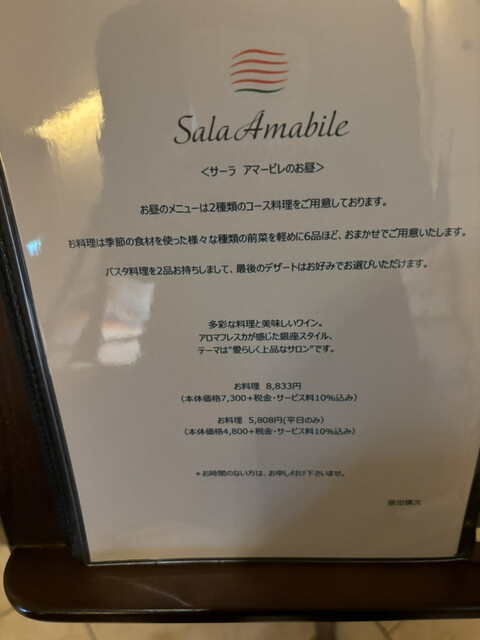 Sala Amabile
＜サーラ アマービレのお昼＞
お昼のメニューは2種類のコース料理をご用意しております。
お料理は季節の食材を使った様々な種類の前菜を軽めに6品ほど、おまかせでご用意いたします。
パスタ料理を2品お持ちしまして、最後のデザートはお好みでお選びいただけます。
多彩な料理と美味しいワイン。
アロマフレスカが感じた銀座スタイル、
テーマは"愛らしく上品なサロン"です。
お料理 8,833円
（本体価格7,300+税金・サービス料10%込み）
お料理 5,808円(平日のみ)
（本体価格4,800+税金・サービス料10%込み）
＊お時間のない方は、お申し付け下さいませ。